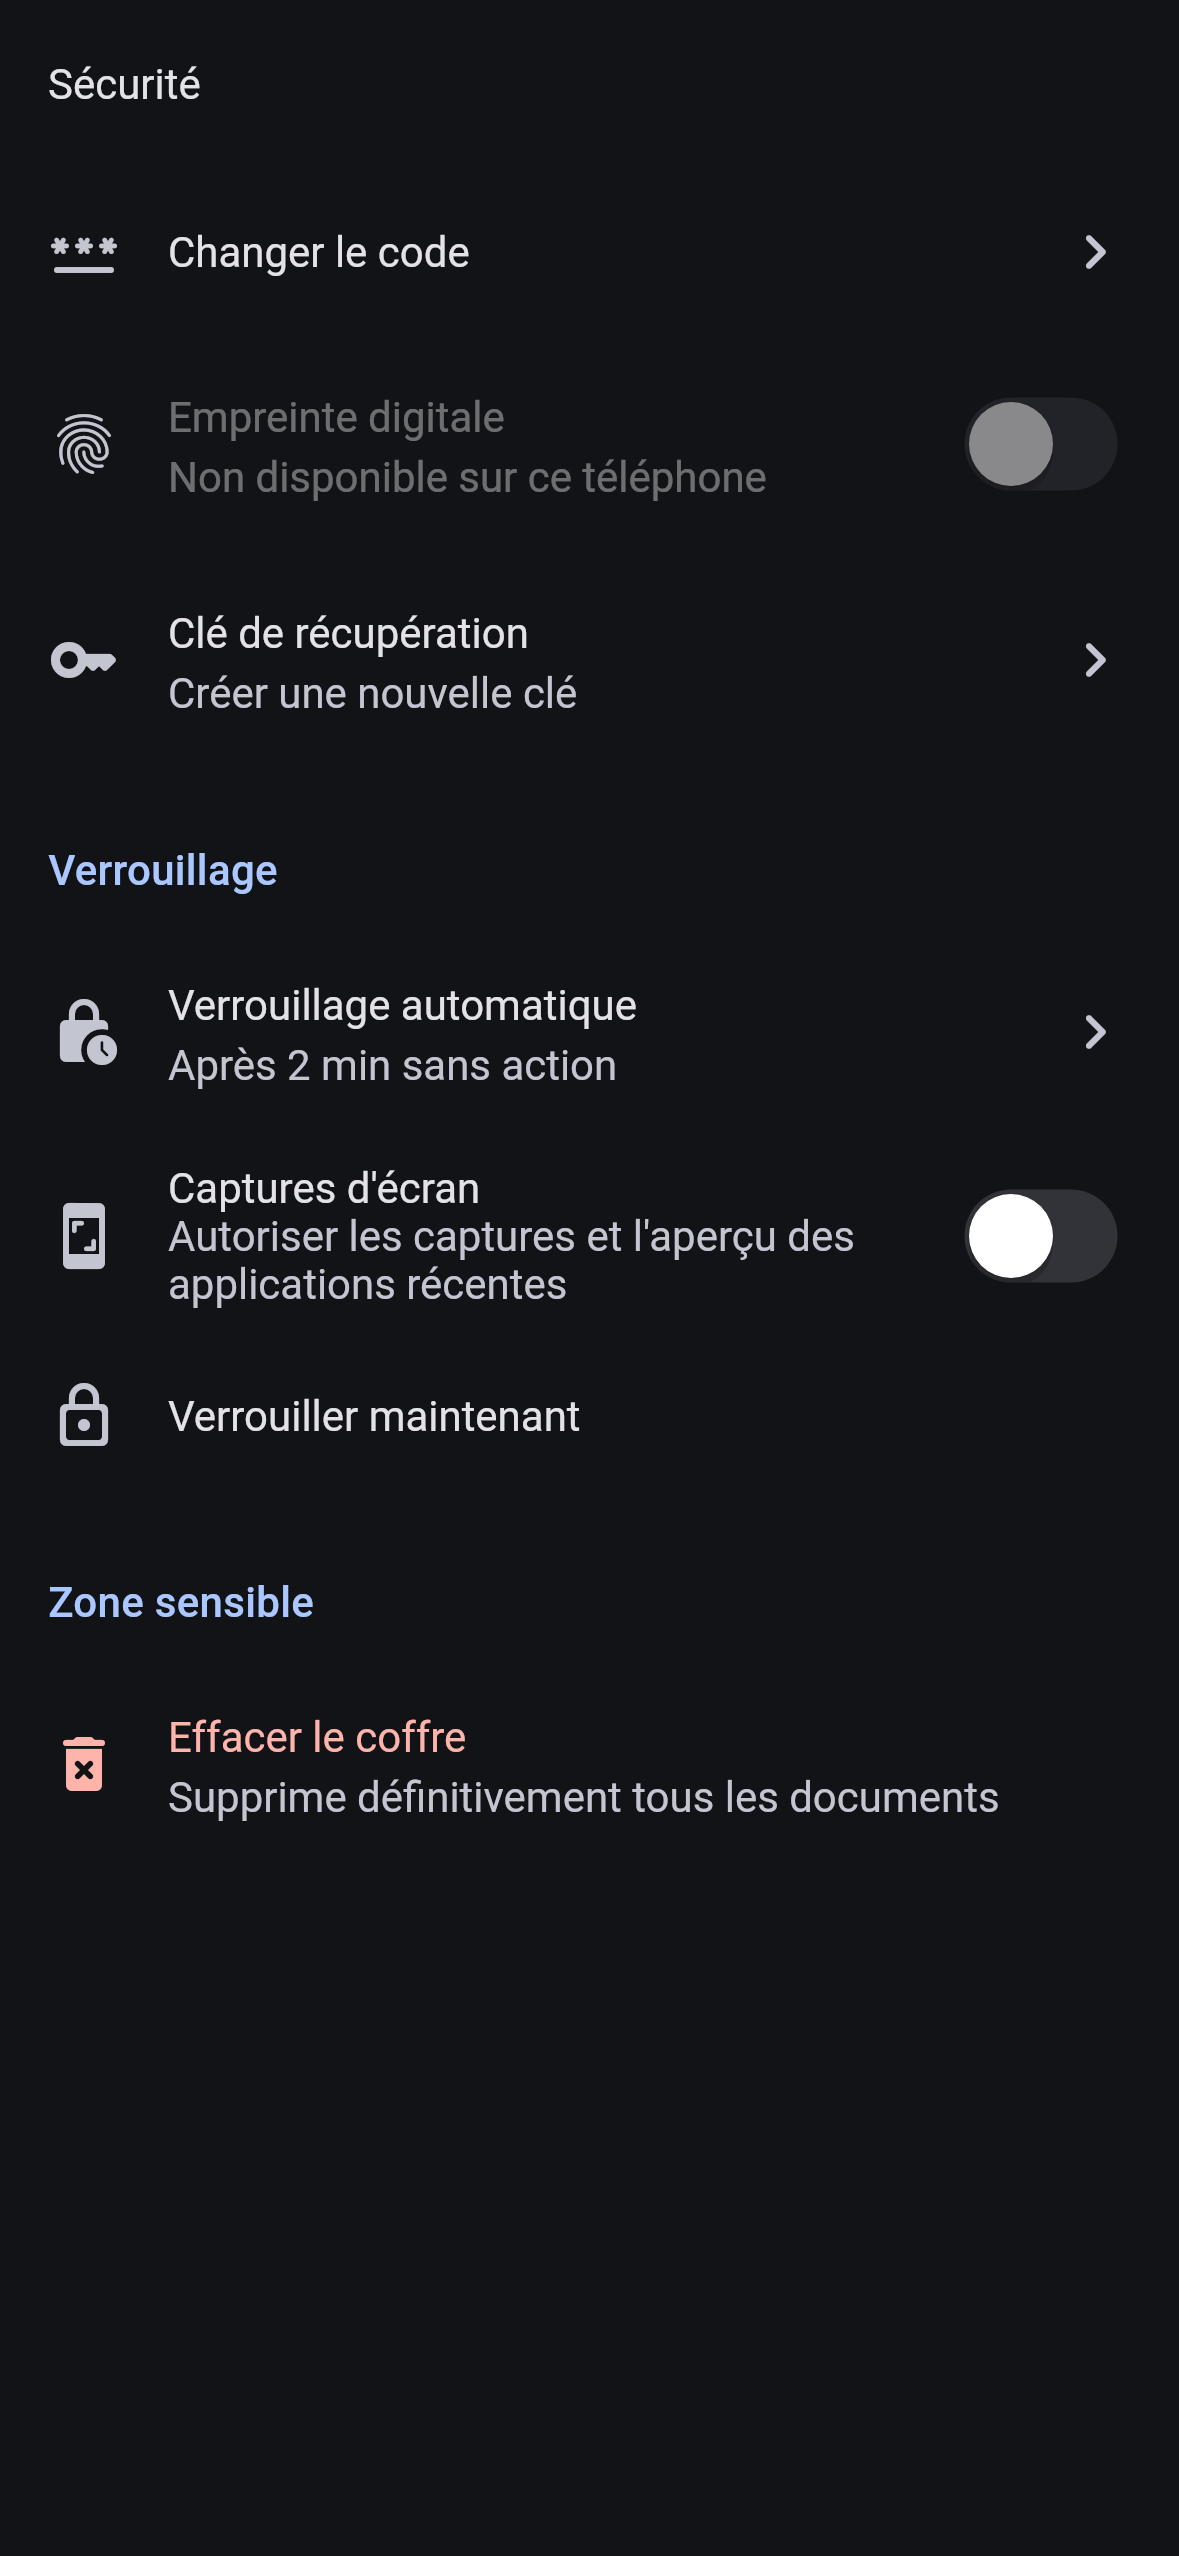 Sécurité
Changer le code
Empreinte digitale
Non disponible sur ce téléphone
Clé de récupération
Créer une nouvelle clé
Verrouillage
Verrouillage automatique
Après 2 min sans action
Captures d'écran
Autoriser les captures et l'aperçu des
applications récentes
Verrouiller maintenant
Zone sensible
Effacer le coffre
Supprime définitivement tous les documents